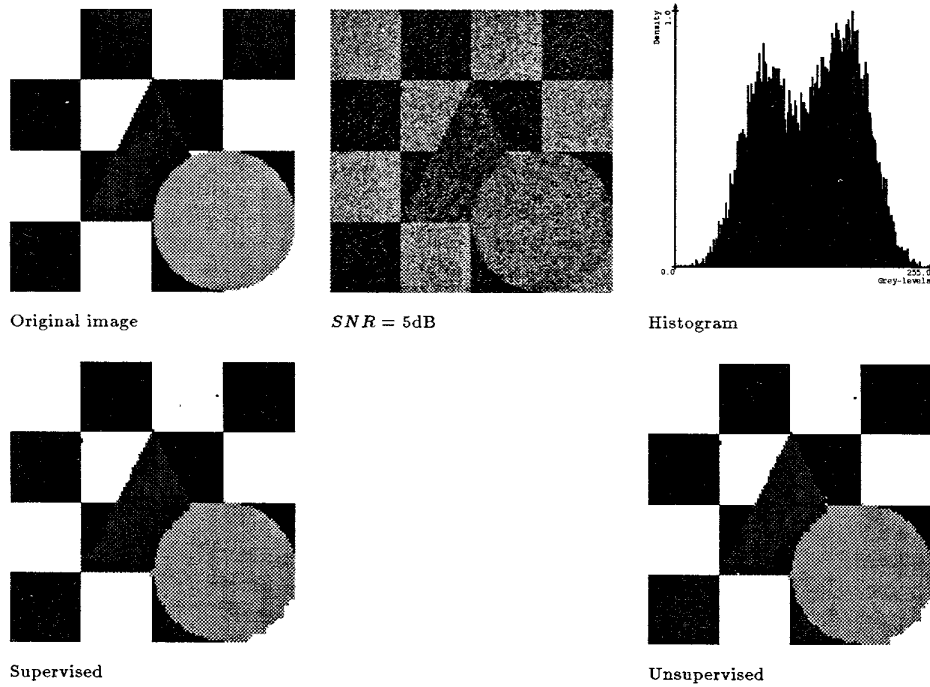 Density
1.0
0.0
255.0
Grey-levels
Original image
SNR = 5dB
Histogram
Supervised
Unsupervised